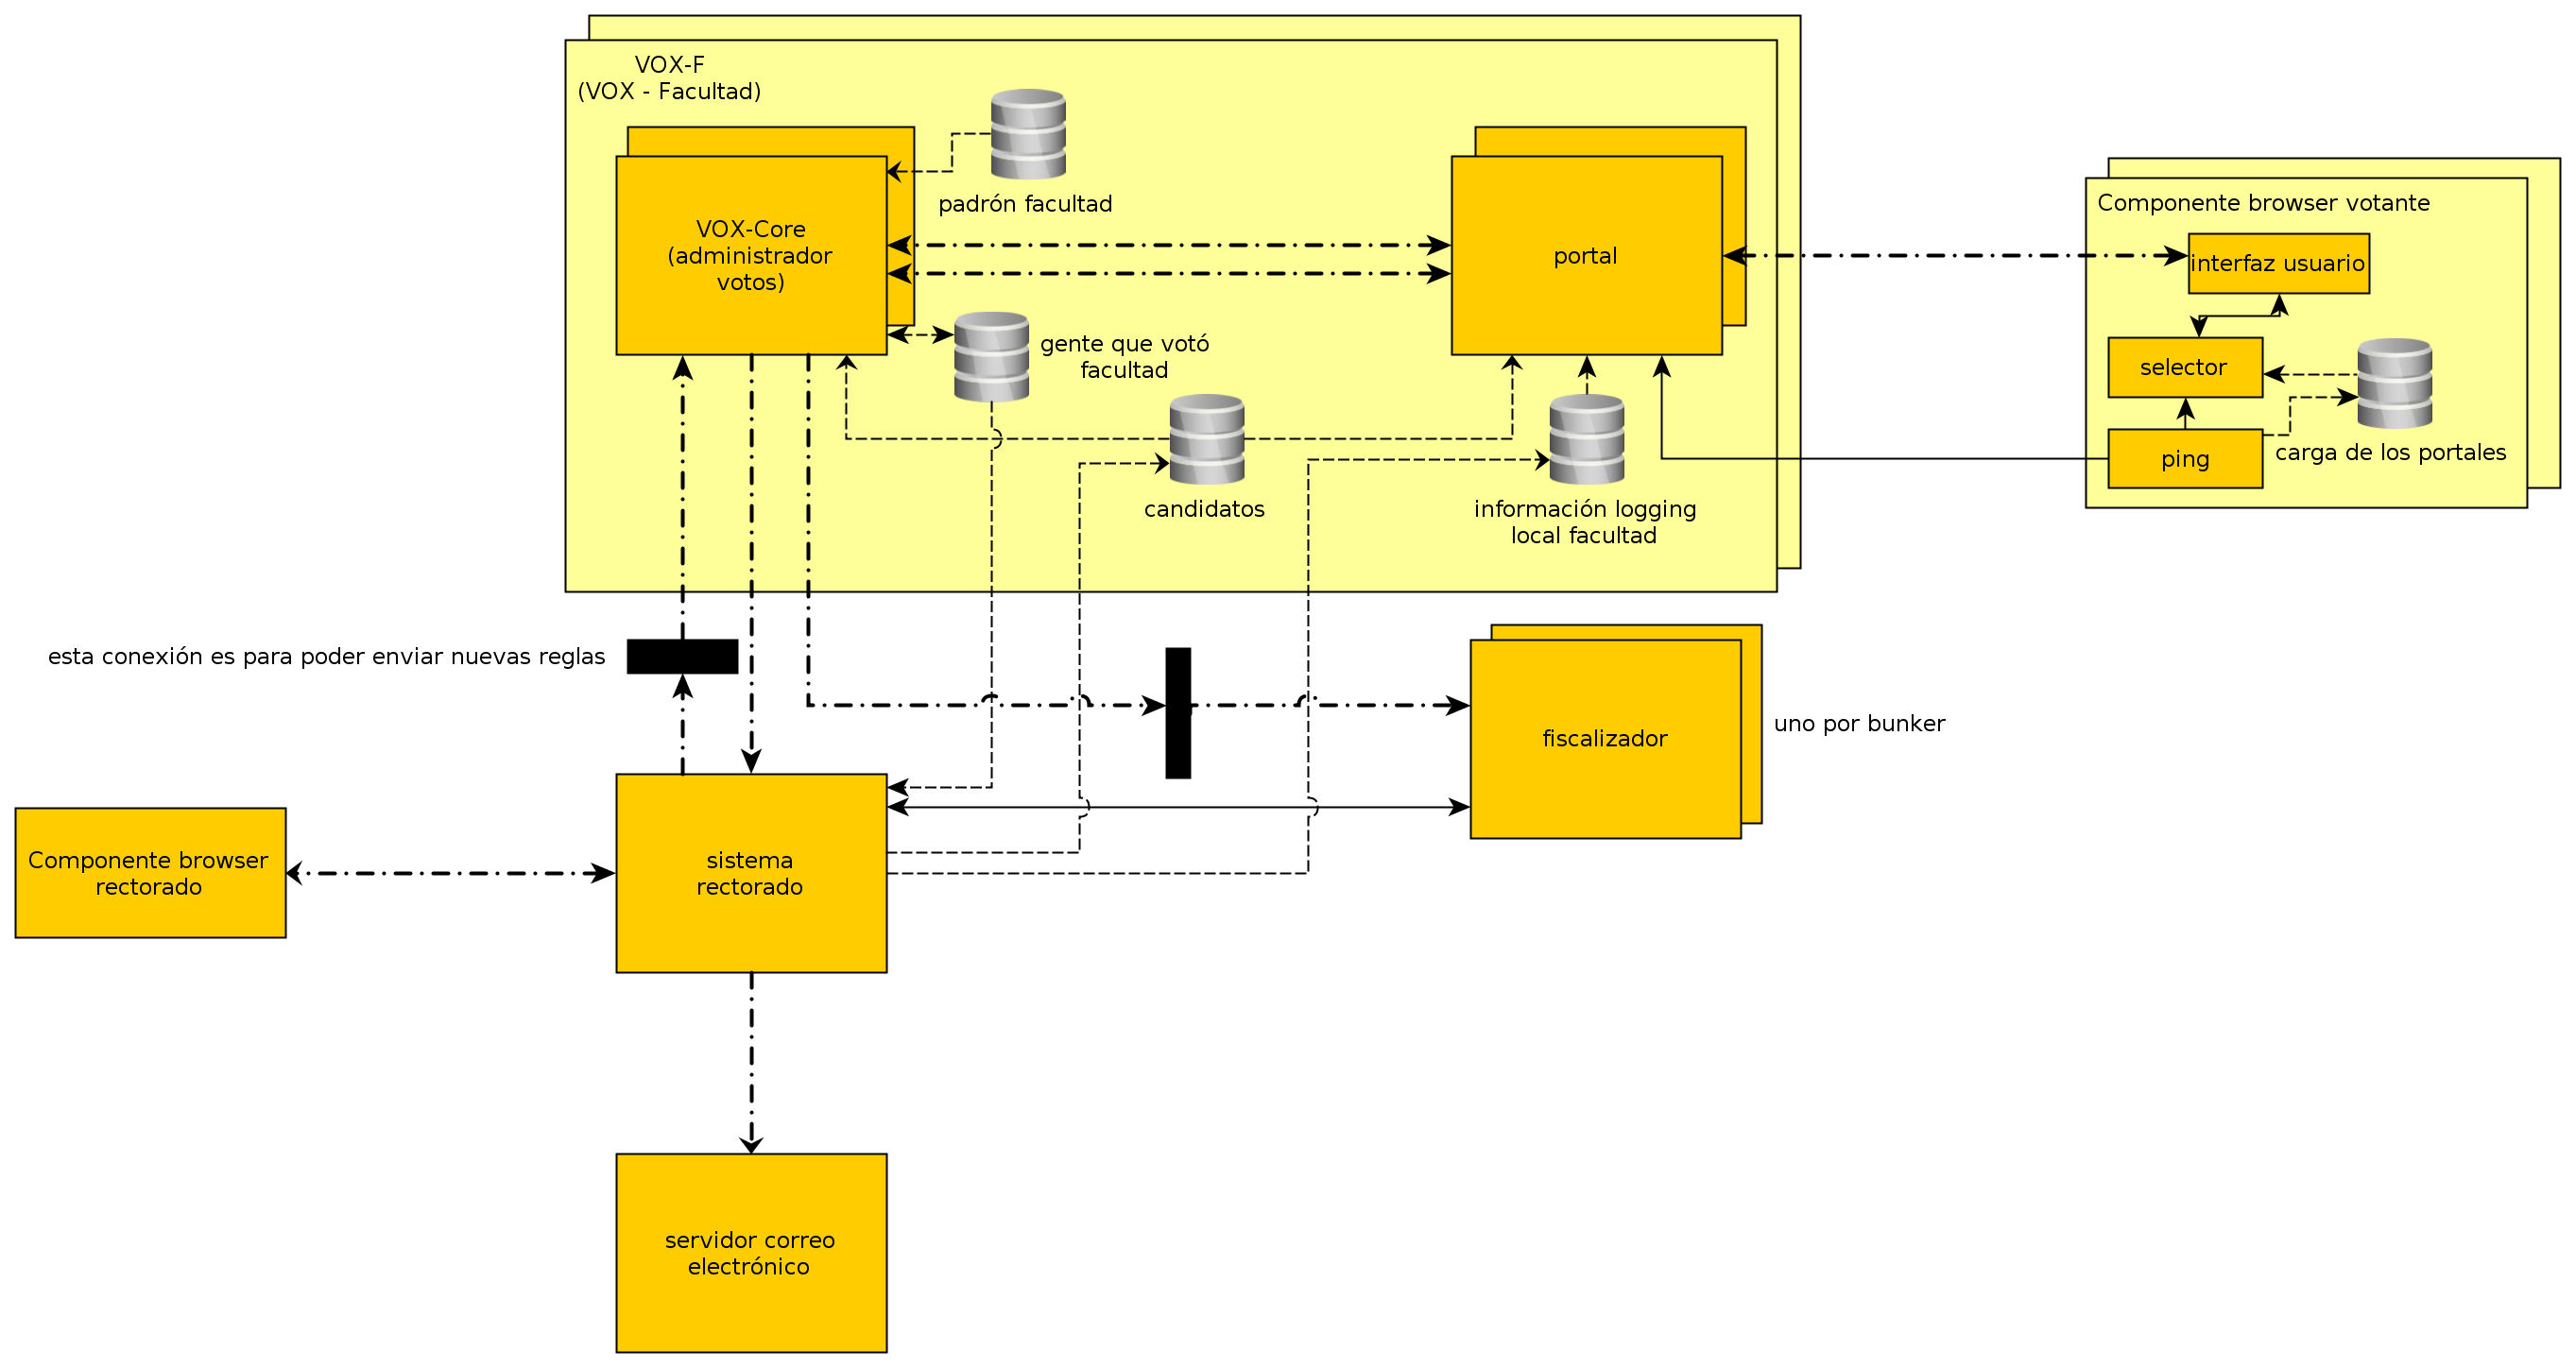 VOX-F
(VOX - Facultad)
padrón facultad
VOX-Core
(administrador
votos)
portal
gente que votó
facultad
candidatos
información logging
local facultad
Componente browser votante
interfaz usuario
selector
ping
carga de los portales
esta conexión es para poder enviar nuevas reglas
fiscalizador
uno por bunker
Componente browser
rectorado
sistema
rectorado
servidor correo
electrónico